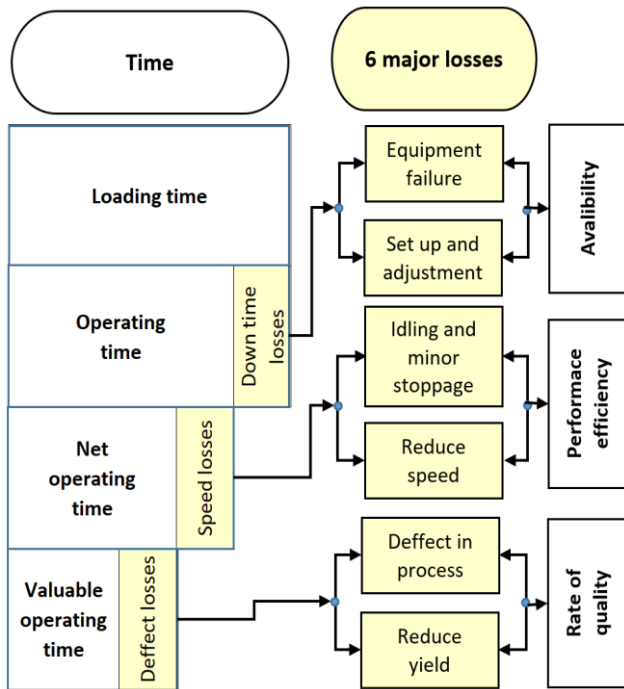 Time
6 major losses
Loading time
Equipment
failure
Set up and
adjustment
Avalibility
Operating
time
Down time
losses
Idling and
minor
stoppage
Reduce
speed
Performace
efficiency
Net
operating
time
Speed losses
Deffect in
process
Reduce
yield
Rate of
quality
Valuable
operating
time
Deffect losses